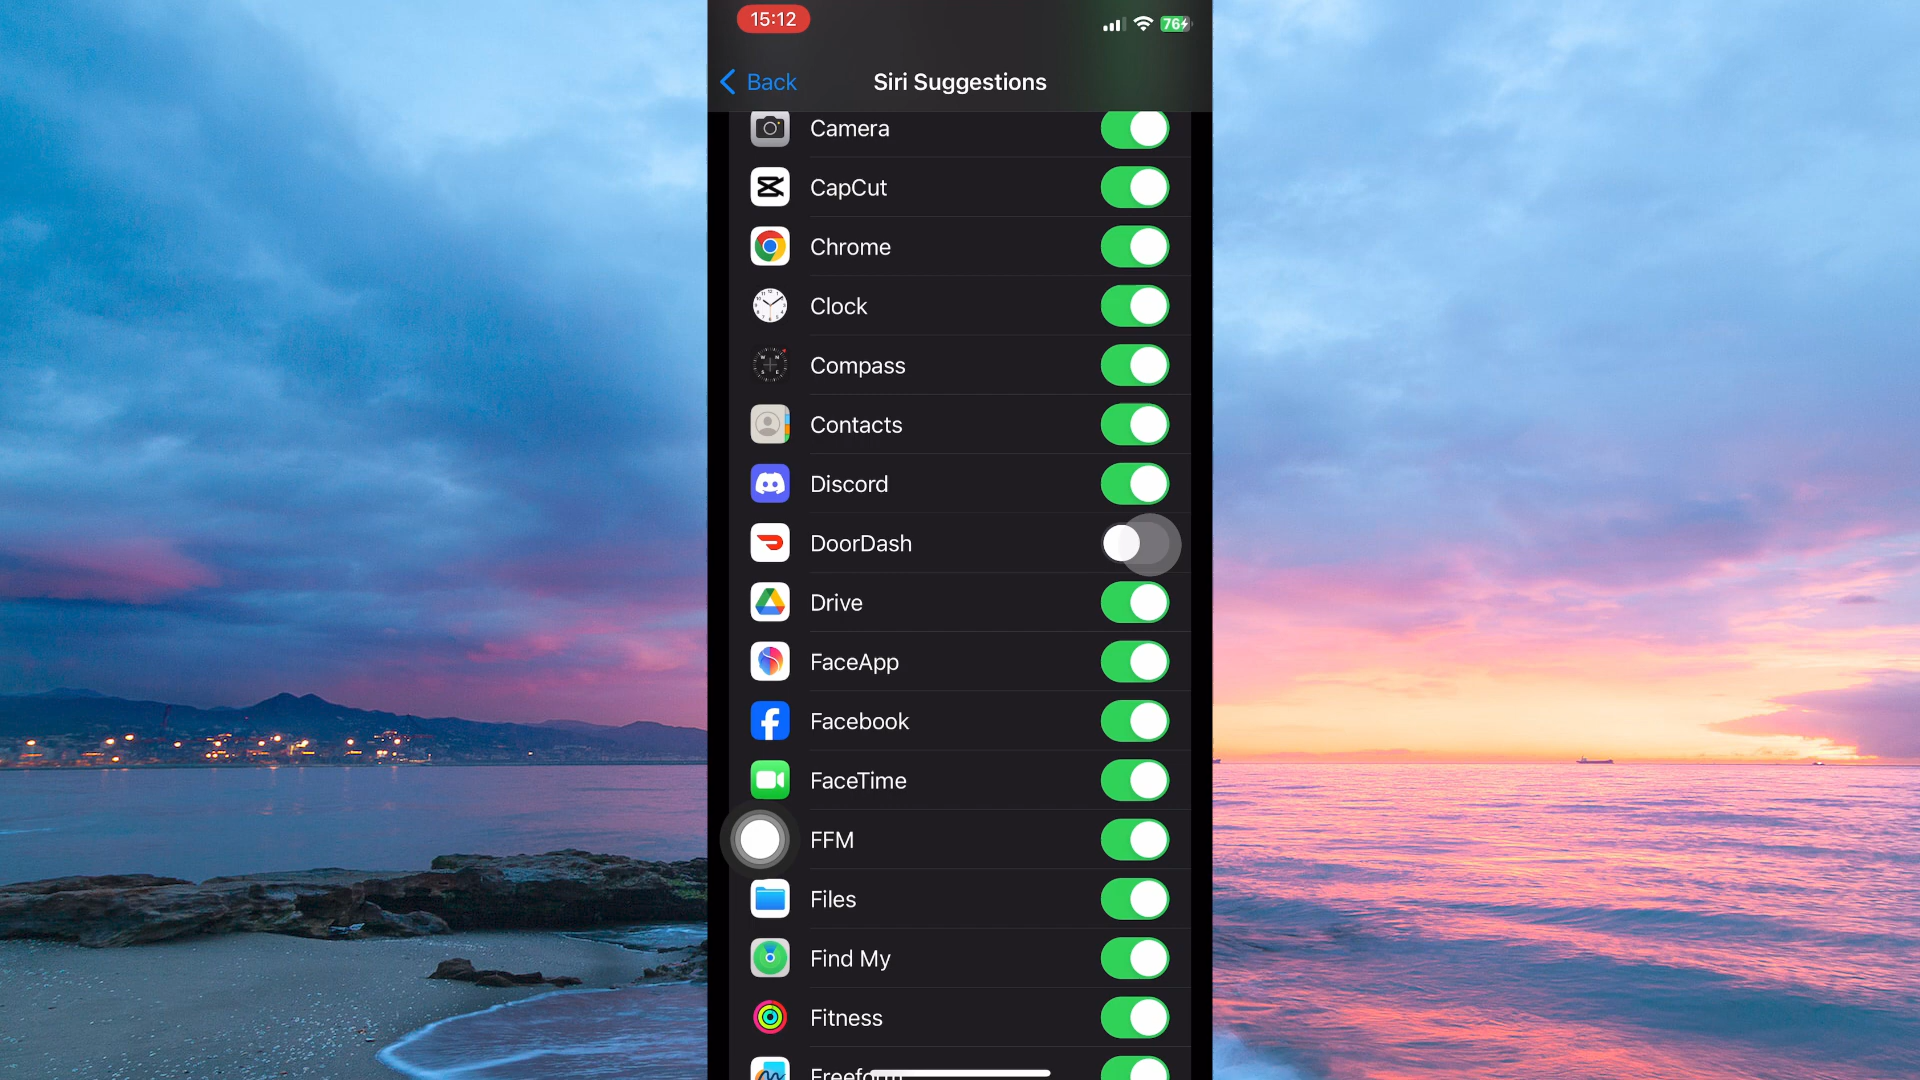 15:12
76
Back
Siri Suggestions
Camera
CapCut
Chrome
Clock
Compass
Contacts
Discord
DoorDash
Drive
FaceApp
Facebook
FaceTime
FFM
Files
Find My
Fitness
Freeform